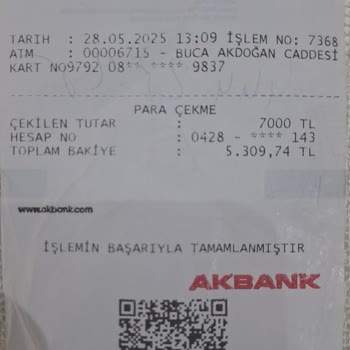 TARİH : 28.05.2025 13:09 İŞLEM NO: 7368
ATM : 00006715 - BUCA AKDOĞAN CADDESİ
KART NO9792 08** **** 9837
PARA ÇEKME
ÇEKİLEN TUTAR : 7000 TL
HESAP NO : 0428 - **** 143
TOPLAM BAKİYE : 5.309,74 TL
www.akbank.com
İŞLEMİN BAŞARIYLA TAMAMLANMIŞTIR
AKBANK